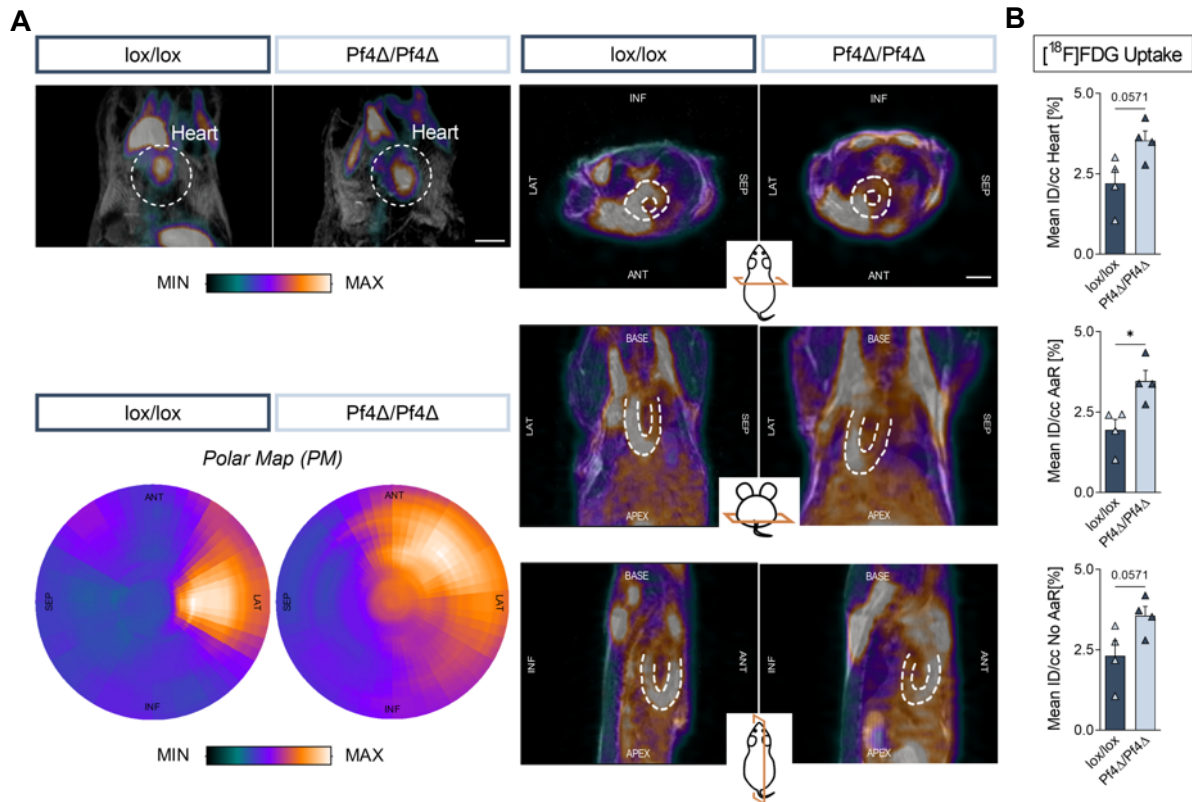 A
lox/lox
Pf4Δ/Pf4Δ
Heart
Heart
MIN
MAX
lox/lox
Pf4Δ/Pf4Δ
Polar Map (PM)
ANT
SEP
LAT
INF
ANT
SEP
LAT
INF
MIN
MAX
lox/lox
Pf4Δ/Pf4Δ
INF
INF
LAT
SEP
LAT
SEP
ANT
ANT
BASE
BASE
LAT
SEP
LAT
SEP
APEX
APEX
BASE
BASE
INF
ANT
INF
ANT
APEX
APEX
B
[¹⁸F]FDG Uptake
Mean ID/cc Heart [%]
5.0
2.5
0.0
0.0571
lox/lox
Pf4Δ/Pf4Δ
Mean ID/cc AaR [%]
5.0
2.5
0.0
*
lox/lox
Pf4Δ/Pf4Δ
Mean ID/cc No AaR[%]
5.0
2.5
0.0
0.0571
lox/lox
Pf4Δ/Pf4Δ